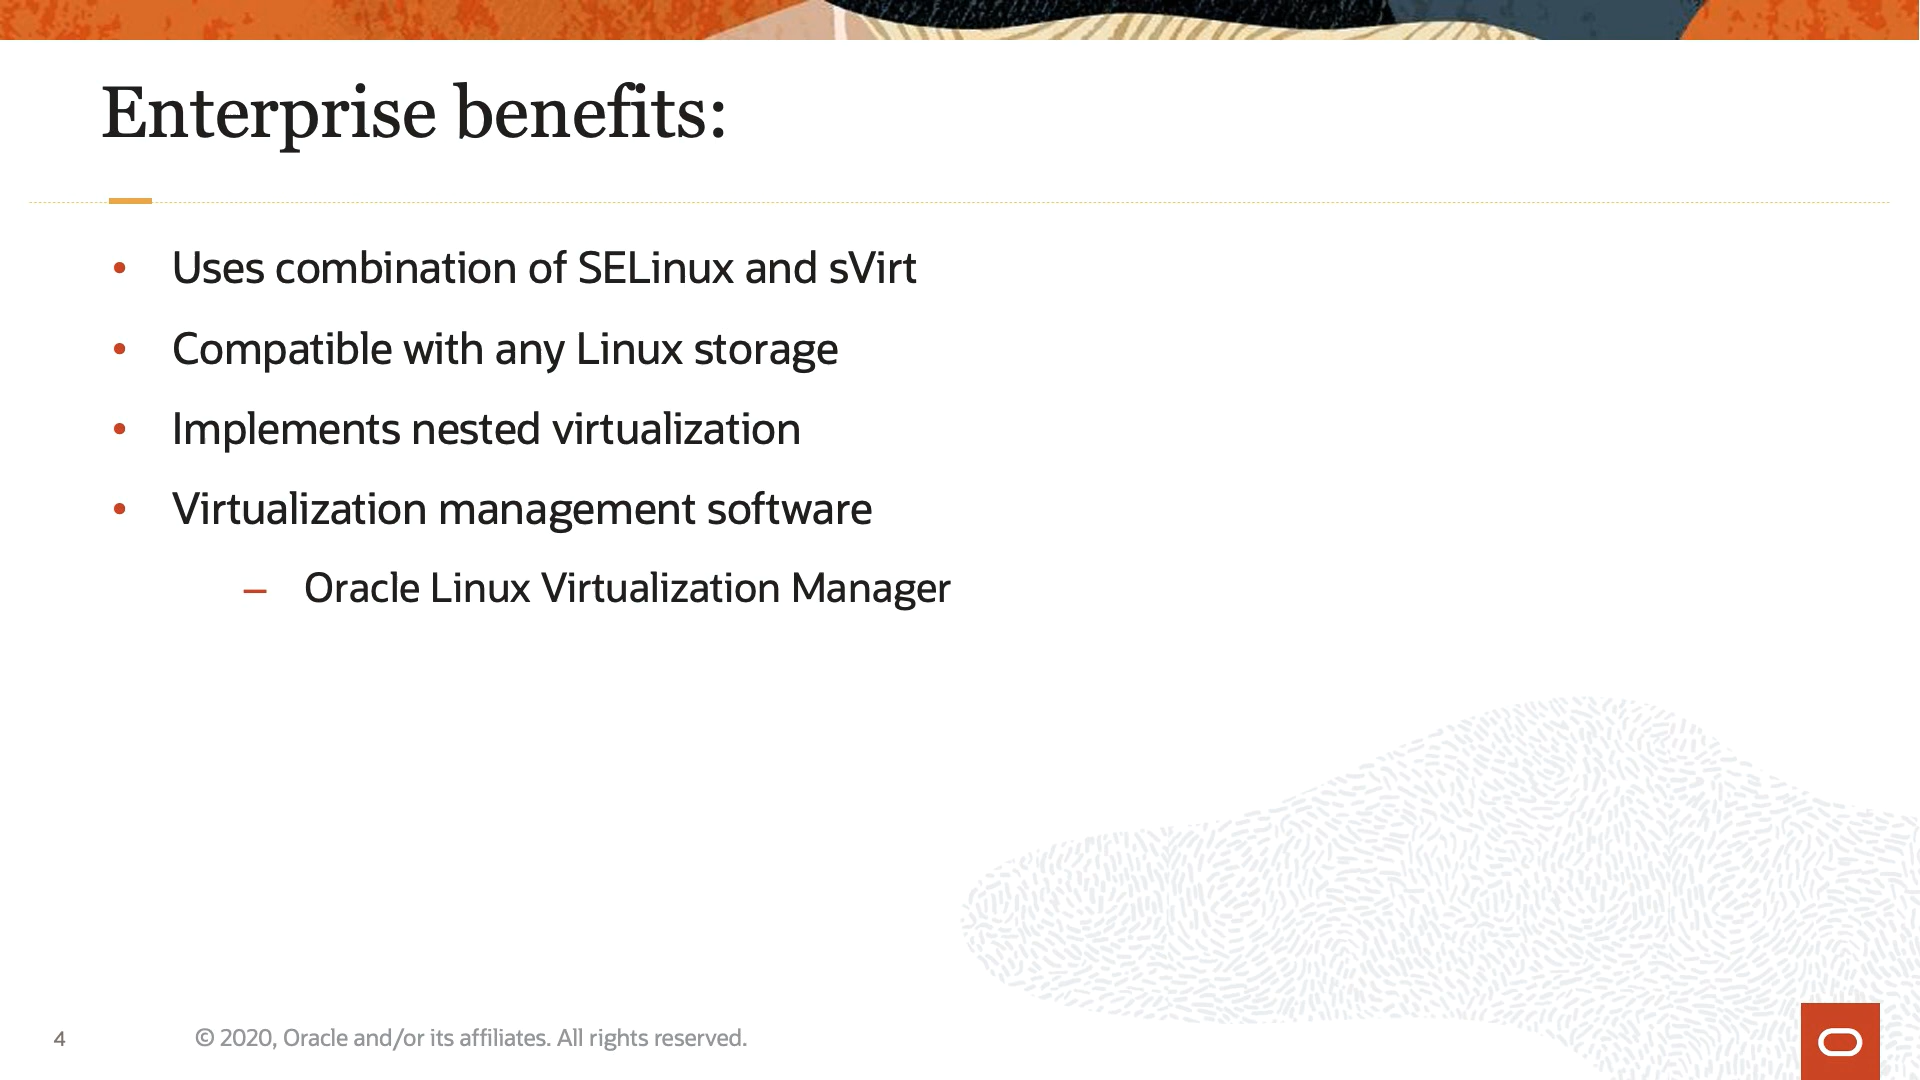 Enterprise benefits:
• Uses combination of SELinux and sVirt
• Compatible with any Linux storage
• Implements nested virtualization
• Virtualization management software
– Oracle Linux Virtualization Manager
4 © 2020, Oracle and/or its affiliates. All rights reserved.